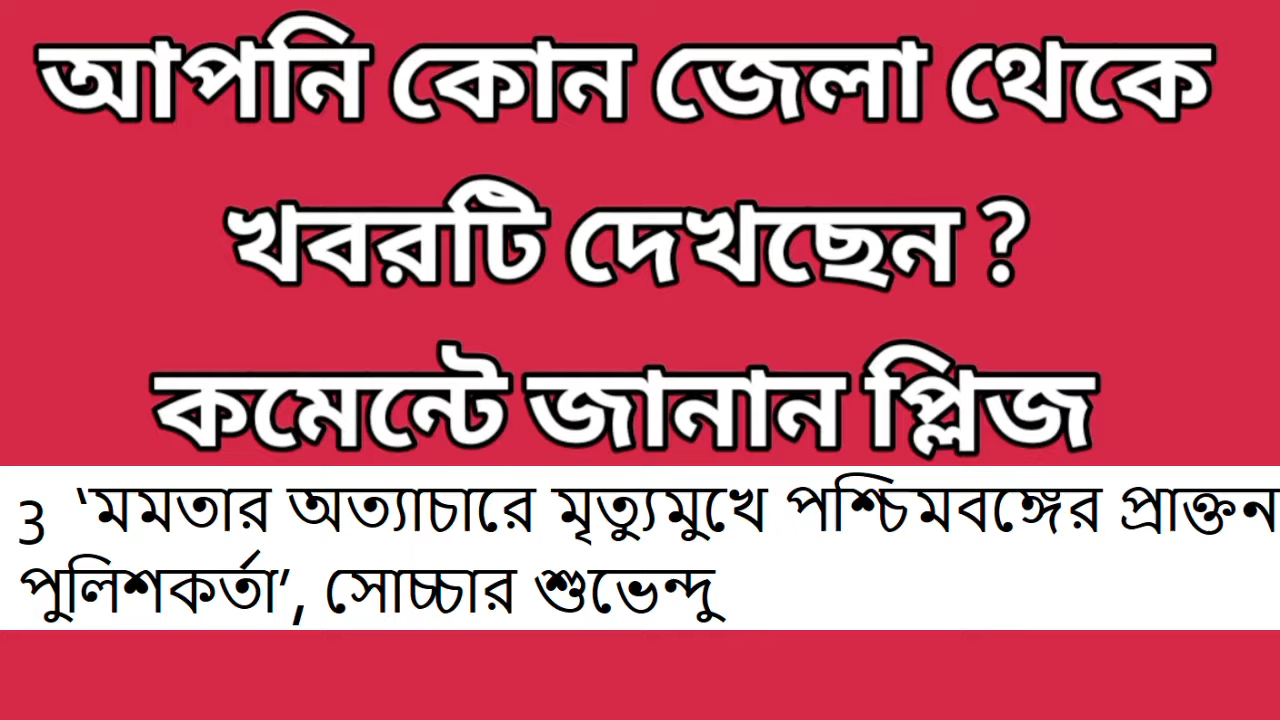 আপনি কোন জেলা থেকে
খবরটি দেখছেন ?
কমেন্টে জানান প্লিজ
3 ‘মমতার অত্যাচারে মৃত্যুমুখে পশ্চিমবঙ্গের প্রাক্তন
পুলিশকর্তা’, সোচ্চার শুভেন্দু